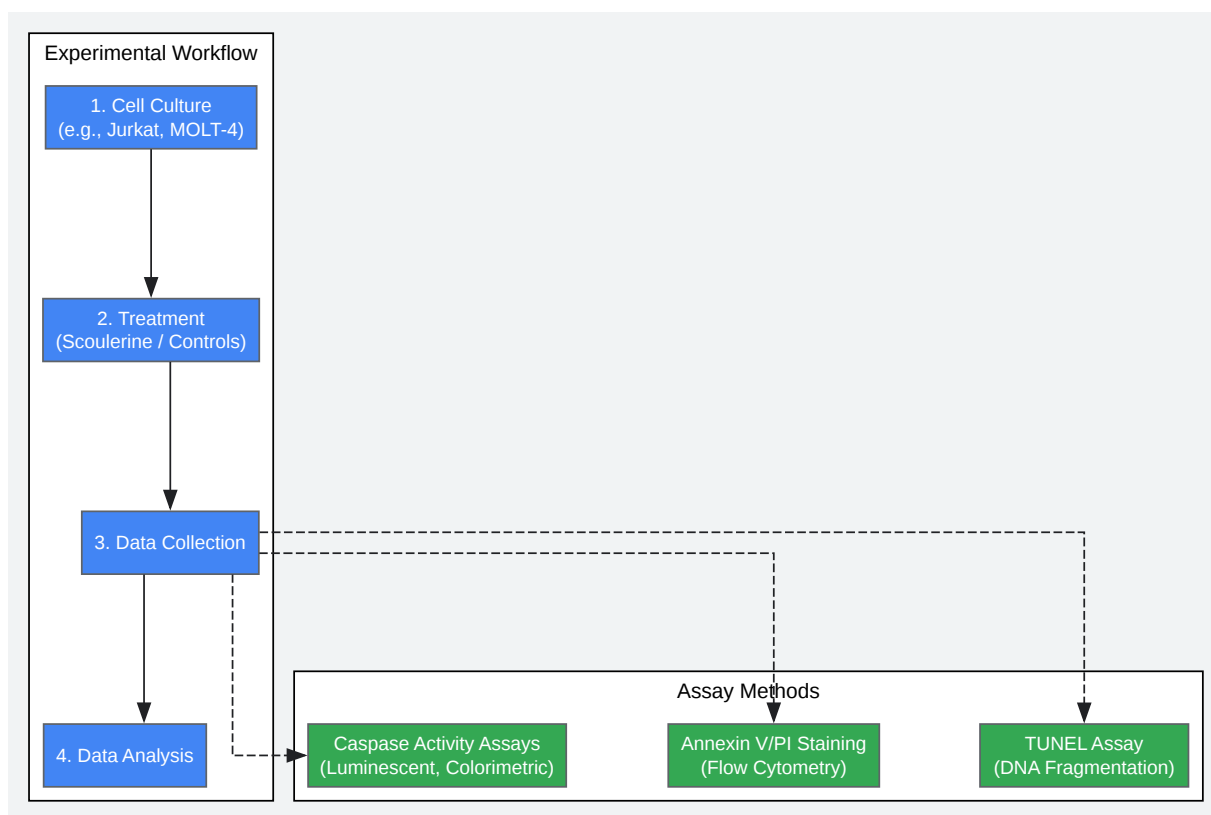 Experimental Workflow
1. Cell Culture
(e.g., Jurkat, MOLT-4)
2. Treatment
(Scoulerine / Controls)
3. Data Collection
4. Data Analysis
Assay Methods
Caspase Activity Assays
(Luminescent, Colorimetric)
Annexin V/PI Staining
(Flow Cytometry)
TUNEL Assay
(DNA Fragmentation)